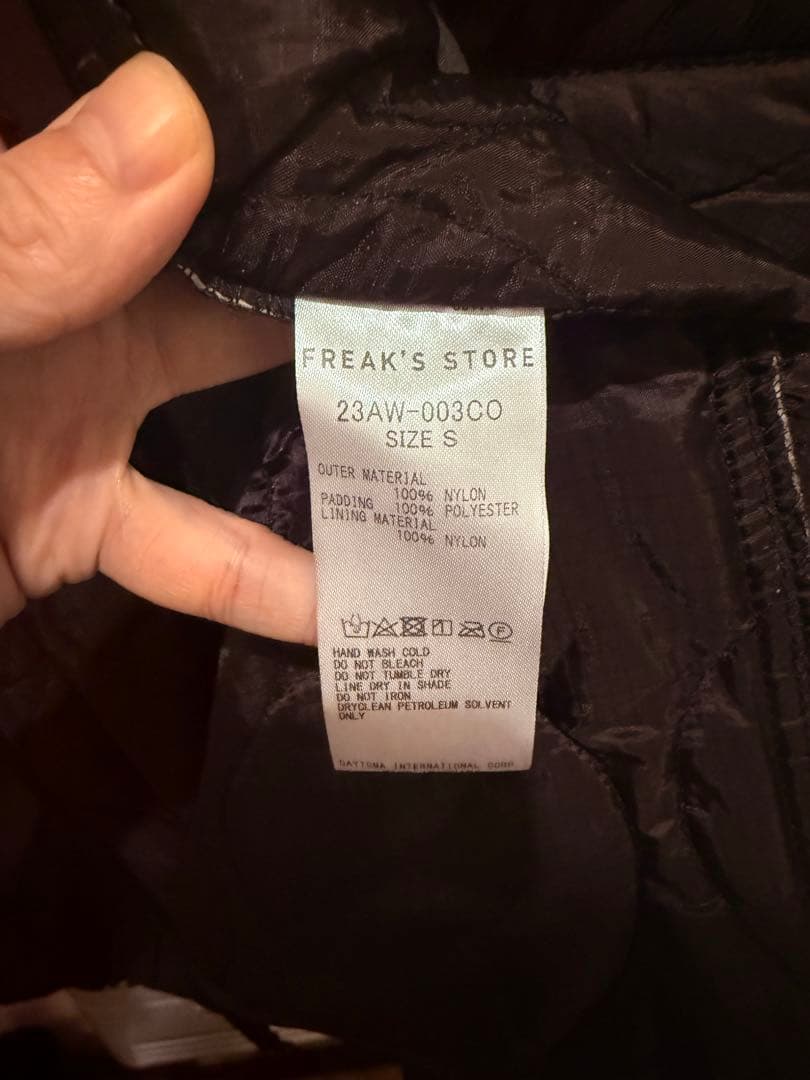 FREAK'S STORE
23AW-003CO
SIZE S
OUTER MATERIAL
100% NYLON
PADDING 100% POLYESTER
LINING MATERIAL
100% NYLON
P
HAND WASH COLD
DO NOT BLEACH
DO NOT TUMBLE DRY
LINE DRY IN SHADE
DO NOT IRON
DRYCLEAN PETROLEUM SOLVENT
ONLY
DAYTONA INTERNATIONAL CORP